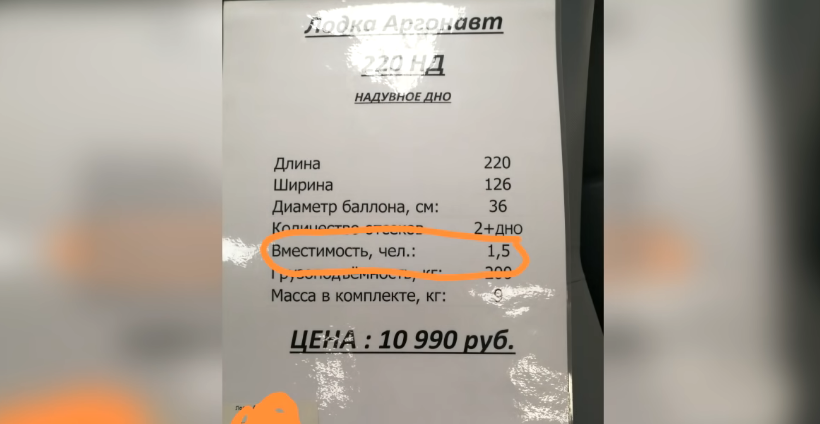 Лодка Аргонавт
220 НД
НАДУВНОЕ ДНО
Длина 220
Ширина 126
Диаметр баллона, см: 36
Количество отсеков 2+дно
Вместимость, чел.: 1,5
Грузоподъёмность, кг: 200
Масса в комплекте, кг: 9
ЦЕНА : 10 990 руб.